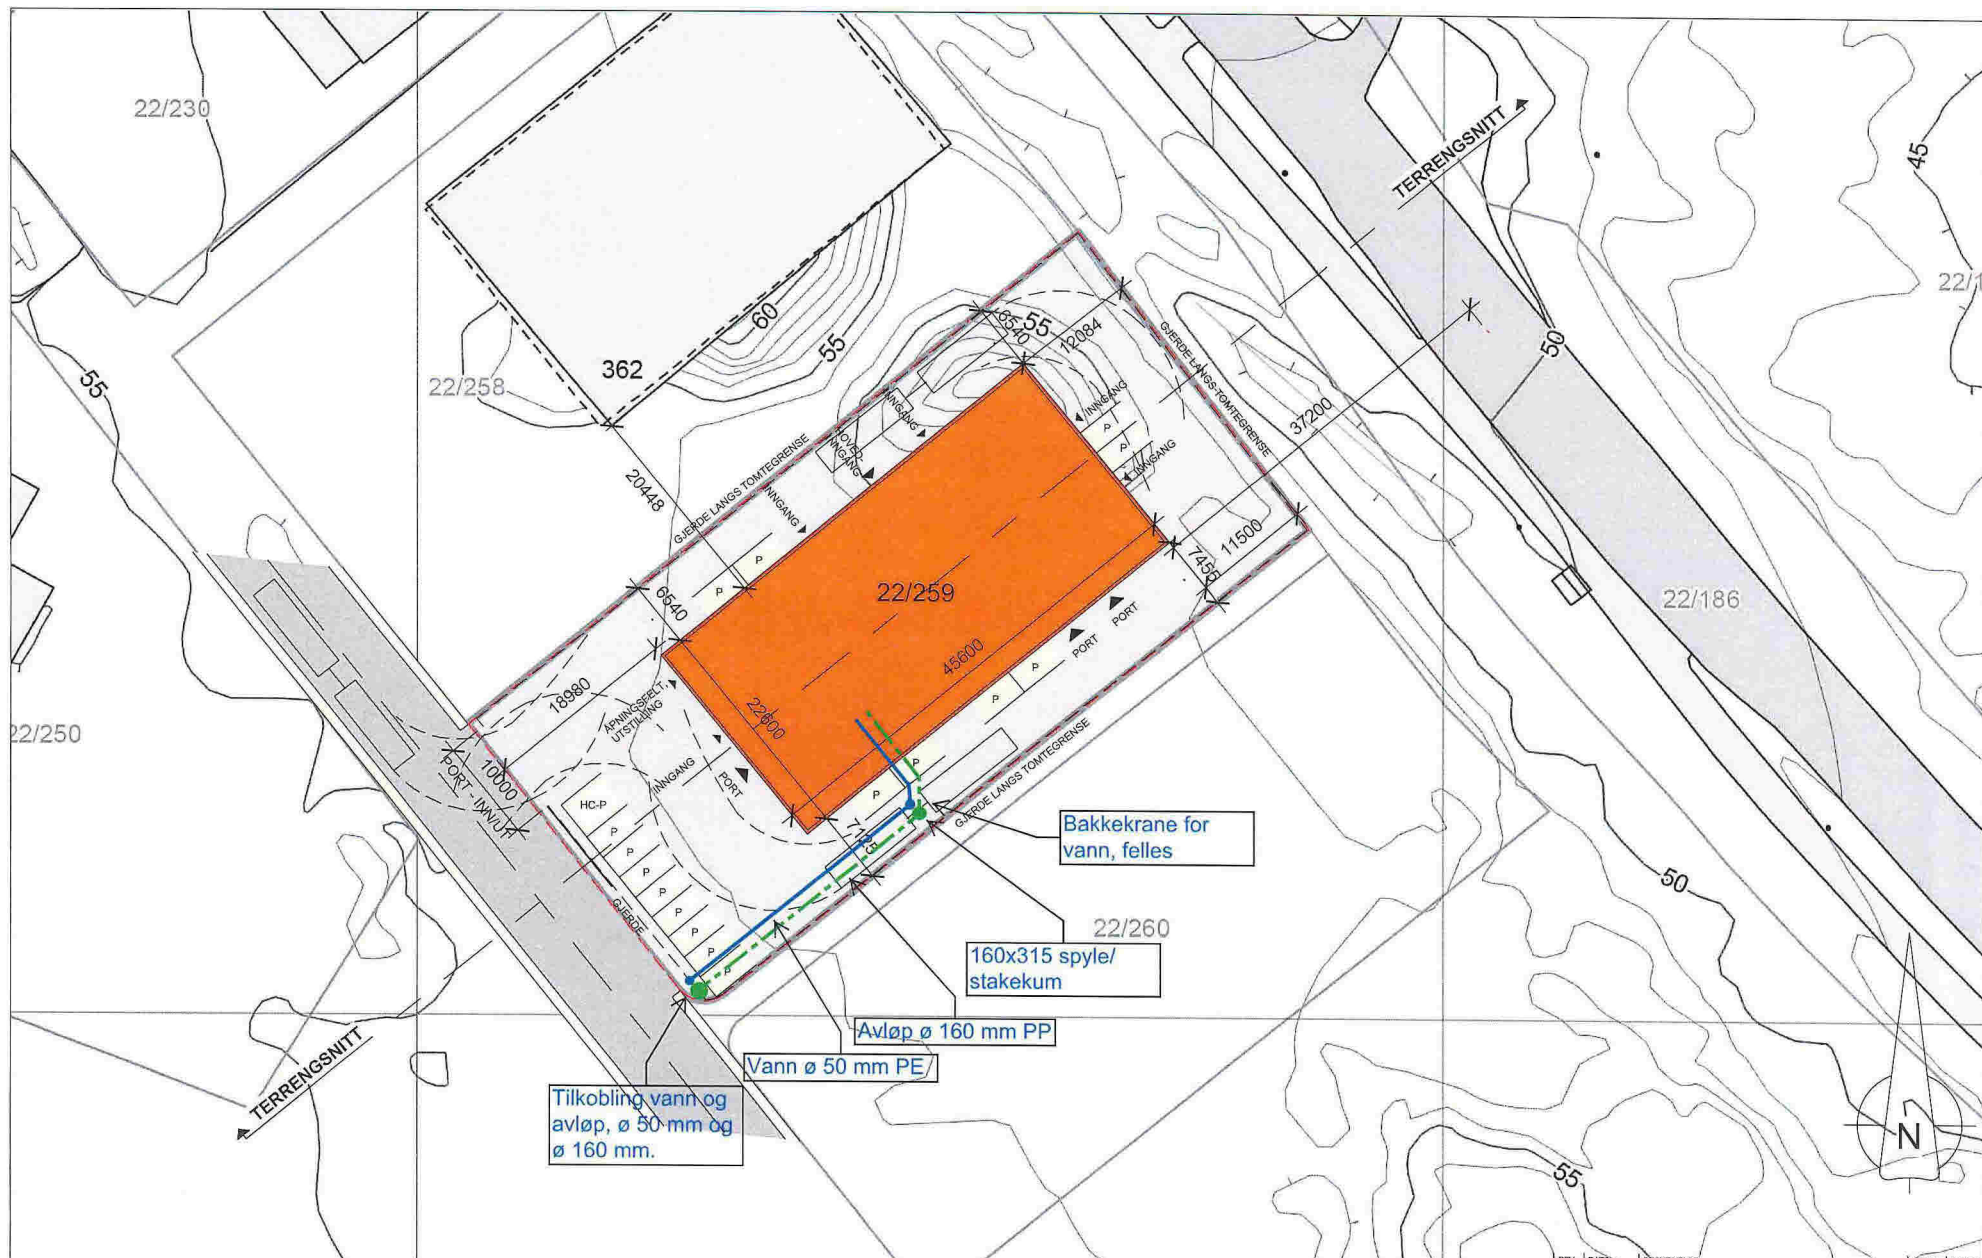 22/230
TERRENGSNITT
45
22/1
60
55
55
6540
12084
50
55
362
22/258
GJERDE LANGS TOMTEGRENSE
INNGANG
INNGANG
37200
HOVED-
INNGANG
INNGANG
GJERDE LANGS TOMTEGRENSE
INNGANG
P
P
20448
11500
7455
P
P
6540
22/259
22/186
PORT
PORT
45600
P
P
18980
ÅPNINGSFELT,
UTSTILLING
22600
22/250
10000
PORT - INN/UT
INNGANG
PORT
GJERDE LANGS TOMTEGRENSE
P
P
HC-P
P
P
P
P
P
P
P
7125
GJERDE
Bakkekrane for
vann, felles
50
22/260
160x315 spyle/
stakekum
Avløp ø 160 mm PP
Vann ø 50 mm PE
Tilkobling vann og
avløp, ø 50 mm og
ø 160 mm.
TERRENGSNITT
N
55